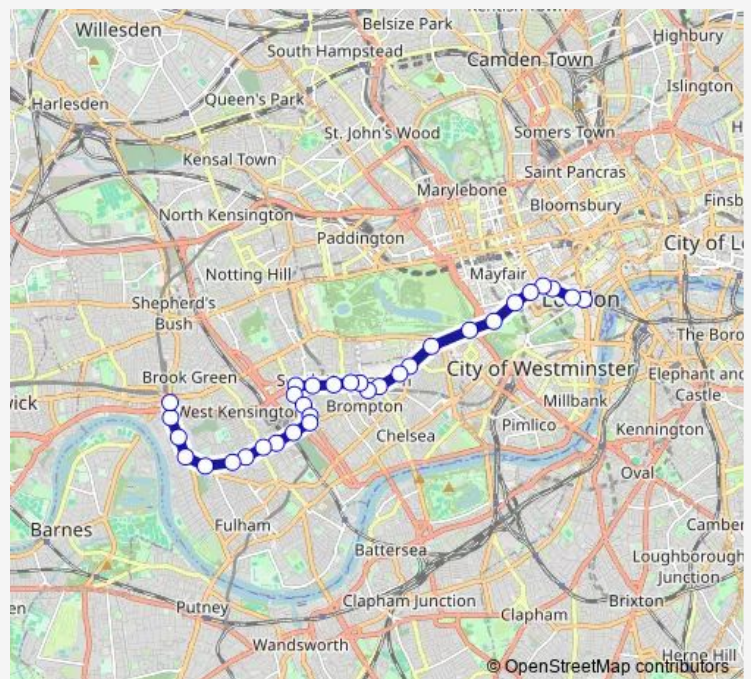 Belsize Park
Willesden
Highbury
South Hampstead
Camden Town
Islington
Queen's Park
Harlesden
St. John's Wood
Somers Town
Kensal Town
Saint Pancras
Marylebone
Bloomsbury
Finsb
North Kensington
Paddington
City of Lo
Notting Hill
Mayfair
Shepherd's
Bush
The Boro
Brook Green
City of Westminster
Elephant and
Castle
West Kensington
Brompton
Millbank
Pimlico
Kennington
Chelsea
Oval
Barnes
Fulham
Camber
Battersea
Loughborough
Junction
Putney
Clapham Junction
Brixton
Clapham
Wandsworth
Herne Hill
© OpenStreetMap contributors